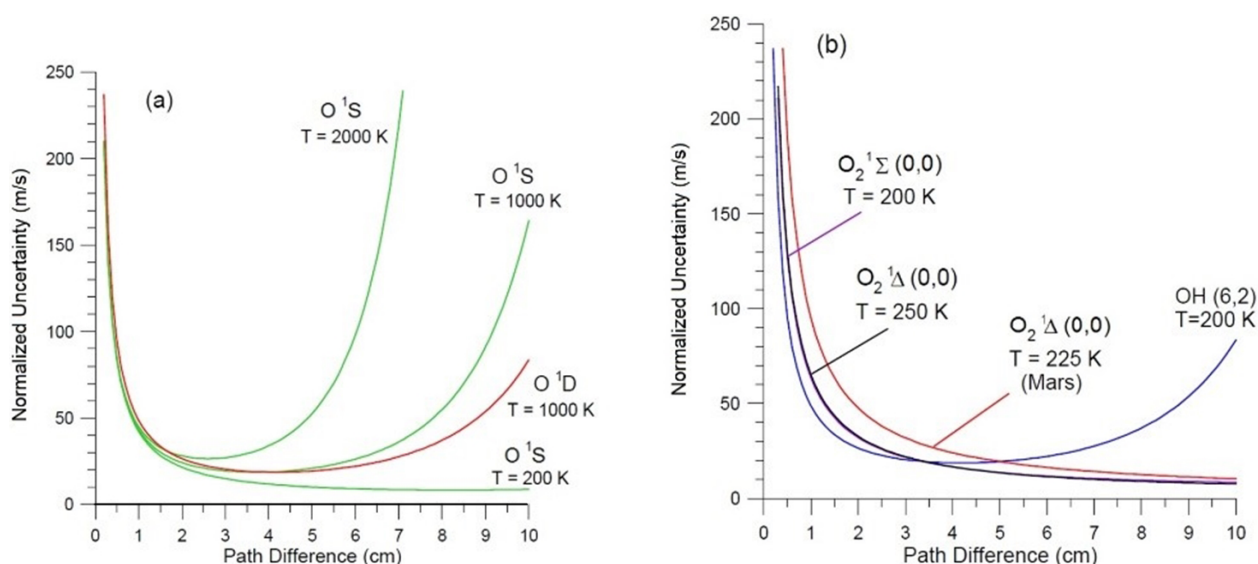 (a)
250
200
150
100
50
0
Normalized Uncertainty (m/s)
O ¹S
T = 2000 K
O ¹S
T = 1000 K
O ¹D
T = 1000 K
O ¹S
T = 200 K
0 1 2 3 4 5 6 7 8 9 10
Path Difference (cm)
(b)
250
200
150
100
50
0
Normalized Uncertainty (m/s)
O₂ ¹Σ (0,0)
T = 200 K
O₂ ¹Δ (0,0)
T = 250 K
O₂ ¹Δ (0,0)
T = 225 K
(Mars)
OH (6,2)
T=200 K
0 1 2 3 4 5 6 7 8 9 10
Path Difference (cm)